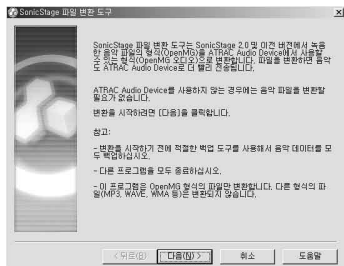 SonicStage 파일 변환 도구
SonicStage 파일 변환 도구는 SonicStage 2.0 및 이전 버전에서 녹음
한 음악 파일의 형식(OpenMG)을 ATRAC Audio Device에서 사용할
수 있는 형식(OpenMG 오디오)으로 변환합니다. 파일을 변환하면 음악
도 ATRAC Audio Device로 더 빨리 전송됩니다.
ATRAC Audio Device를 사용하지 않는 경우에는 음악 파일을 변환할
필요가 없습니다.
변환을 시작하려면 [다음]을 클릭합니다.
참고:
- 변환을 시작하기 전에 적절한 백업 도구를 사용해서 음악 데이터를 모
두 백업하십시오.
- 다른 프로그램을 모두 종료하십시오.
- 이 프로그램은 OpenMG 형식의 파일만 변환합니다. 다른 형식의 파
일(MP3, WAVE, WMA 등)은 변환되지 않습니다.
< 뒤로(B) 다음(N) > 취소 도움말